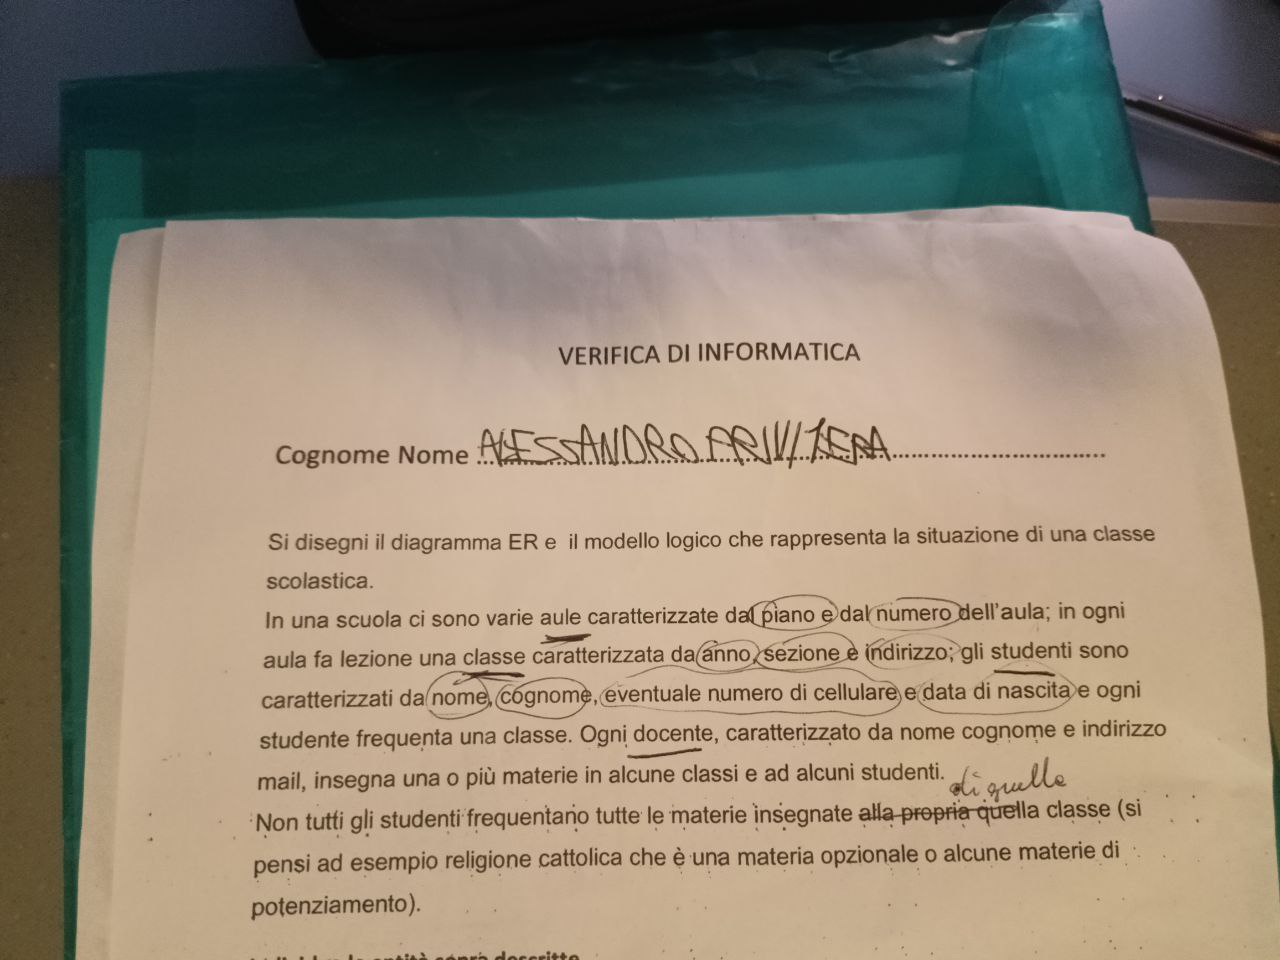 VERIFICA DI INFORMATICA
Cognome Nome ALESSANDRO PRIVITERA
Si disegni il diagramma ER e il modello logico che rappresenta la situazione di una classe
scolastica.
In una scuola ci sono varie aule caratterizzate dal piano e dal numero dell'aula; in ogni
aula fa lezione una classe caratterizzata da anno, sezione e indirizzo; gli studenti sono
caratterizzati da nome, cognome, eventuale numero di cellulare e data di nascita e ogni
studente frequenta una classe. Ogni docente, caratterizzato da nome cognome e indirizzo
mail, insegna una o più materie in alcune classi e ad alcuni studenti.
di quelle
Non tutti gli studenti frequentano tutte le materie insegnate alla propria quella classe (si
pensi ad esempio religione cattolica che è una materia opzionale o alcune materie di
potenziamento).
le entità sopra descritte